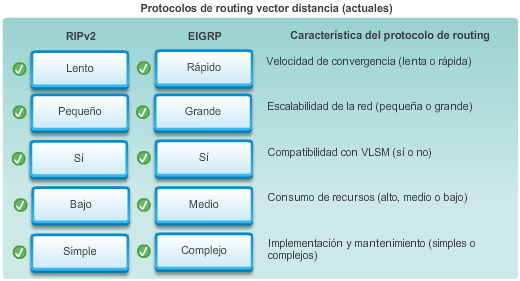 Protocolos de routing vector distancia (actuales)
RIPv2 EIGRP Característica del protocolo de routing
Lento Rápido Velocidad de convergencia (lenta o rápida)
Pequeño Grande Escalabilidad de la red (pequeña o grande)
Sí Sí Compatibilidad con VLSM (sí o no)
Bajo Medio Consumo de recursos (alto, medio o bajo)
Simple Complejo Implementación y mantenimiento (simples o
complejos)